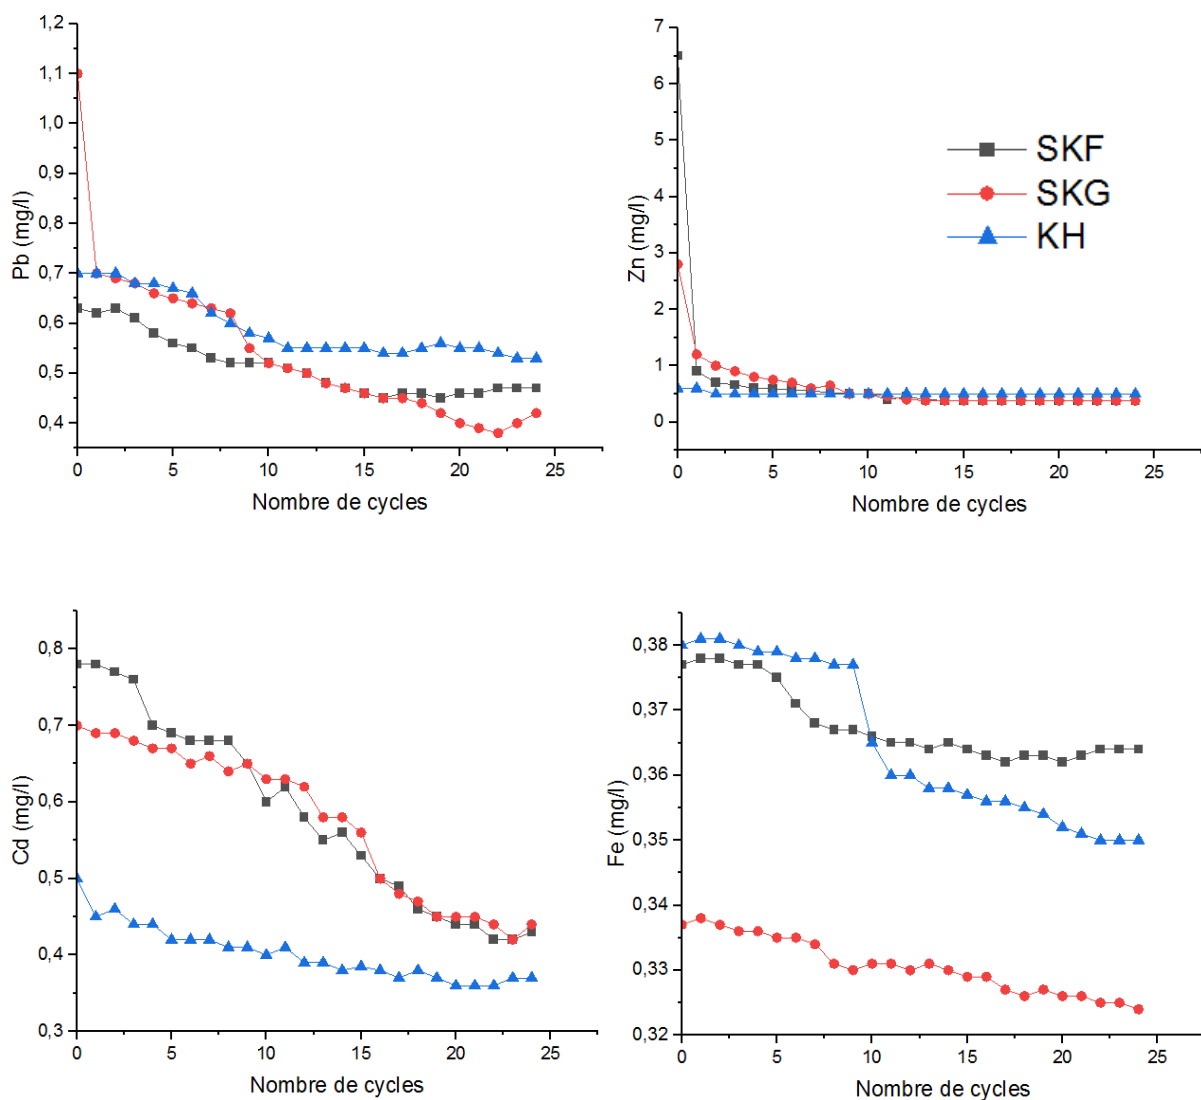 1,2
1,1
1,0
0,9
0,8
0,7
0,6
0,5
0,4
Pb (mg/l)
0 5 10 15 20 25
Nombre de cycles
7
6
5
4
3
2
1
0
Zn (mg/l)
SKF
SKG
KH
0 5 10 15 20 25
Nombre de cycles
0,8
0,7
0,6
0,5
0,4
0,3
Cd (mg/l)
0 5 10 15 20 25
Nombre de cycles
0,38
0,37
0,36
0,35
0,34
0,33
0,32
Fe (mg/l)
0 5 10 15 20 25
Nombre de cycles